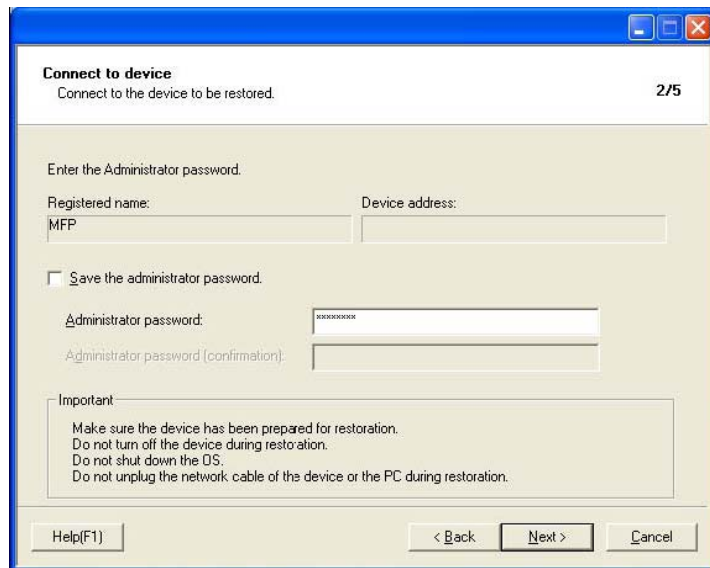 Connect to device
Connect to the device to be restored.
2/5
Enter the Administrator password.
Registered name:
Device address:
MFP
Save the administrator password.
Administrator password:
********
Administrator password (confirmation):
Important
Make sure the device has been prepared for restoration.
Do not turn off the device during restoration.
Do not shut down the OS.
Do not unplug the network cable of the device or the PC during restoration.
Help(F1)
< Back
Next >
Cancel